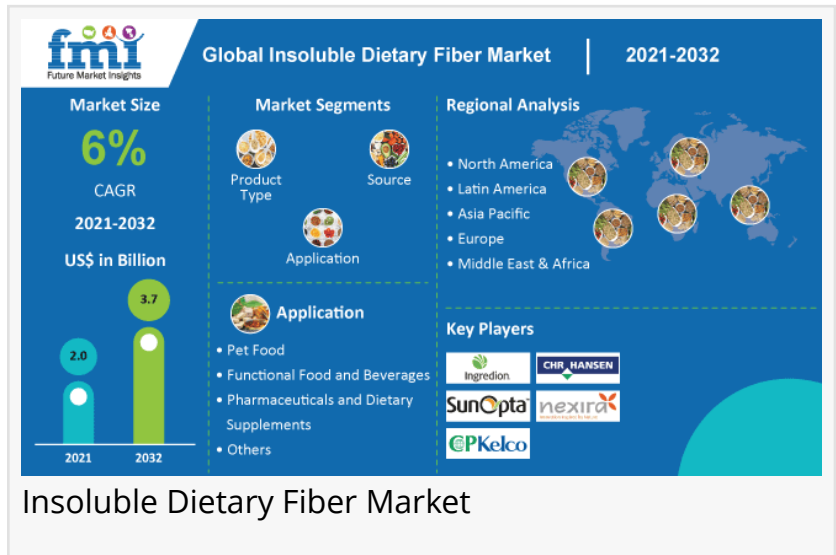 fmi
Future Market Insights
Global Insoluble Dietary Fiber Market
2021-2032
Market Size
6%
CAGR
2021-2032
US$ in Billion
3.7
2.0
2021
2032
Market Segments
Product
Type
Source
Application
Application
• Pet Food
• Functional Food and Beverages
• Pharmaceuticals and Dietary
Supplements
• Others
Regional Analysis
• North America
• Latin America
• Asia Pacific
• Europe
• Middle East & Africa
Key Players
Ingredion
CHR HANSEN
SunOpta
nexira
CPKelco
Insoluble Dietary Fiber Market